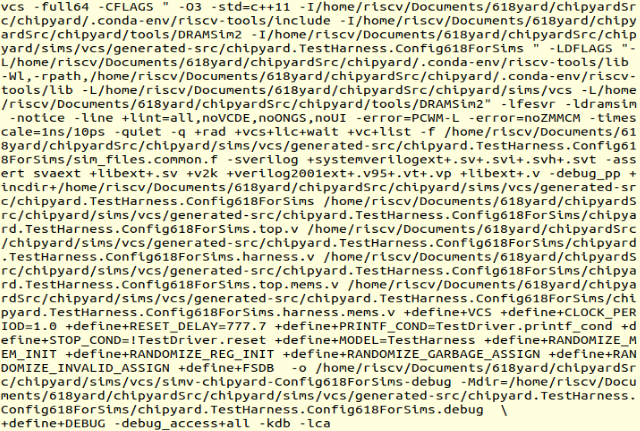 vcs -full64 -CFLAGS " -O3 -std=c++11 -I/home/riscv/Documents/618yard/chipyardSr
c/chipyard/.conda-env/riscv-tools/include -I/home/riscv/Documents/618yard/chipy
ardSrc/chipyard/tools/DRAMSim2 -I/home/riscv/Documents/618yard/chipyardSrc/chip
yard/sims/vcs/generated-src/chipyard.TestHarness.Config618ForSims " -LDFLAGS "-
L/home/riscv/Documents/618yard/chipyardSrc/chipyard/.conda-env/riscv-tools/lib 
-Wl,-rpath,/home/riscv/Documents/618yard/chipyardSrc/chipyard/.conda-env/riscv-
tools/lib -L/home/riscv/Documents/618yard/chipyardSrc/chipyard/sims/vcs -L/home
/riscv/Documents/618yard/chipyardSrc/chipyard/tools/DRAMSim2" -lfesvr -ldramsim
 -notice -line +lint=all,noVCDE,noONGS,noUI -error=PCWM-L -error=noZMMCM -times
cale=1ns/10ps -quiet -q +rad +vcs+lic+wait +vc+list -f /home/riscv/Documents/61
8yard/chipyardSrc/chipyard/sims/vcs/generated-src/chipyard.TestHarness.Config61
8ForSims/sim_files.common.f -sverilog +systemverilogext+.sv+.svi+.svh+.svt -ass
ert svaext +libext+.sv +v2k +verilog2001ext+.v95+.vt+.vp +libext+.v -debug_pp +
incdir+/home/riscv/Documents/618yard/chipyardSrc/chipyard/sims/vcs/generated-sr
c/chipyard.TestHarness.Config618ForSims /home/riscv/Documents/618yard/chipyardS
rc/chipyard/sims/vcs/generated-src/chipyard.TestHarness.Config618ForSims/chipya
rd.TestHarness.Config618ForSims.top.v /home/riscv/Documents/618yard/chipyardSrc
/chipyard/sims/vcs/generated-src/chipyard.TestHarness.Config618ForSims/chipyard
.TestHarness.Config618ForSims.harness.v /home/riscv/Documents/618yard/chipyardS
rc/chipyard/sims/vcs/generated-src/chipyard.TestHarness.Config618ForSims/chipya
rd.TestHarness.Config618ForSims.top.mems.v /home/riscv/Documents/618yard/chipy
ardSrc/chipyard/sims/vcs/generated-src/chipyard.TestHarness.Config618ForSims/ch
ipyard.TestHarness.Config618ForSims.harness.mems.v +define+VCS +define+CLOCK_PER
IOD=1.0 +define+RESET_DELAY=777.7 +define+PRINTF_COND=TestDriver.printf_cond +d
efine+STOP_COND=!TestDriver.reset +define+MODEL=TestHarness +define+RANDOMIZE_M
EM_INIT +define+RANDOMIZE_REG_INIT +define+RANDOMIZE_GARBAGE_ASSIGN +define+RAN
DOMIZE_INVALID_ASSIGN +define+FSDB  -o /home/riscv/Documents/618yard/chipyardSr
c/chipyard/sims/vcs/simv-chipyard-Config618ForSims-debug -Mdir=/home/riscv/Docu
ments/618yard/chipyardSrc/chipyard/sims/vcs/generated-src/chipyard.TestHarness.
Config618ForSims/chipyard.TestHarness.Config618ForSims.debug  \
+define+DEBUG -debug_access+all -kdb -lca